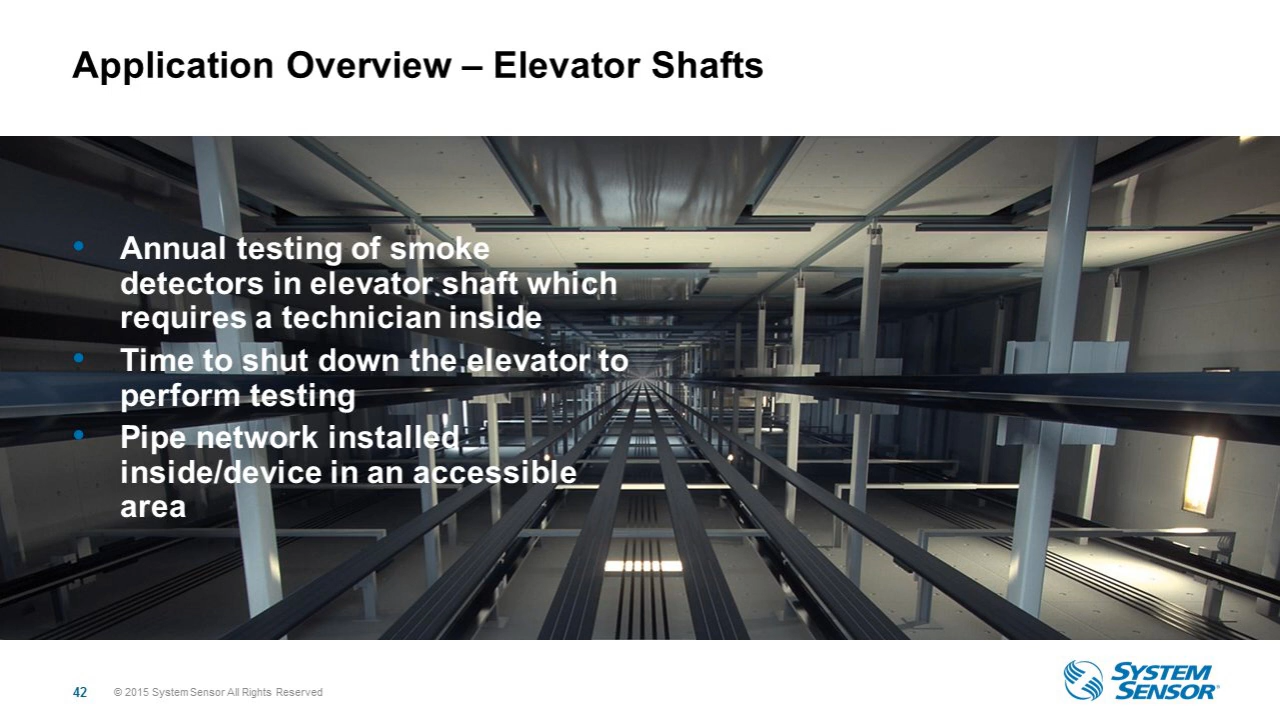 Application Overview – Elevator Shafts
• Annual testing of smoke
detectors in elevator shaft which
requires a technician inside
• Time to shut down the elevator to
perform testing
• Pipe network installed
inside/device in an accessible
area
42 © 2015 System Sensor All Rights Reserved
SYSTEM
SENSOR®